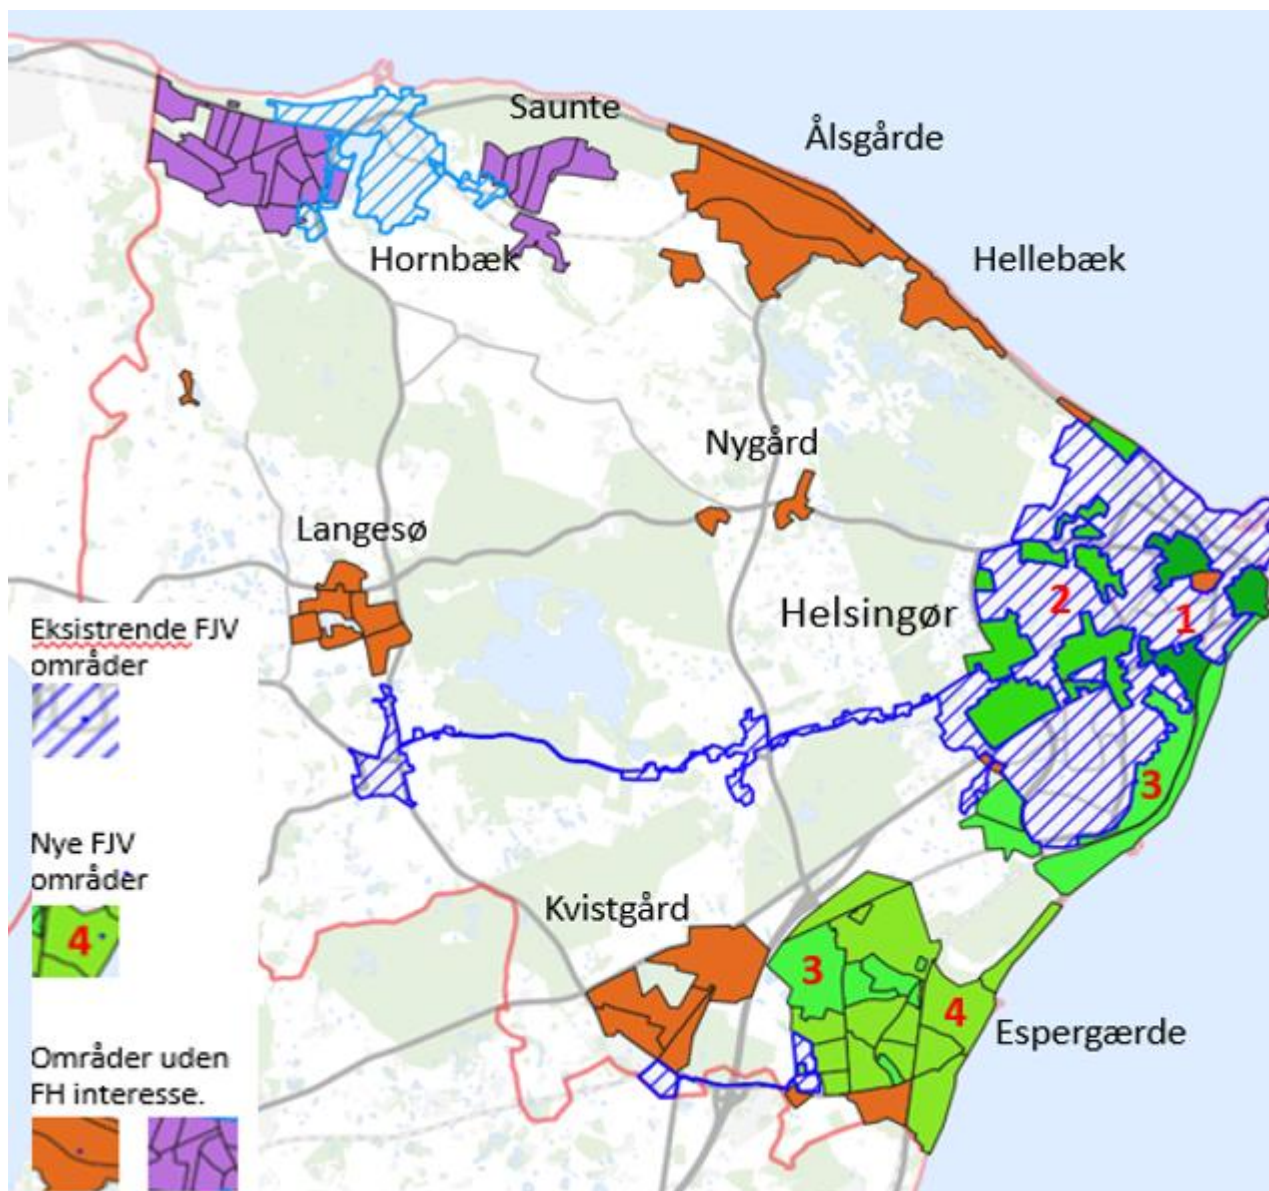 Saunte
Ålsgårde
Hornbæk
Hellebæk
Nygård
Langesø
Helsingør
2
1
3
Eksistrende FJV
områder
Nye FJV
områder
4
Kvistgård
3
4
Espergærde
Områder uden
FH interesse.